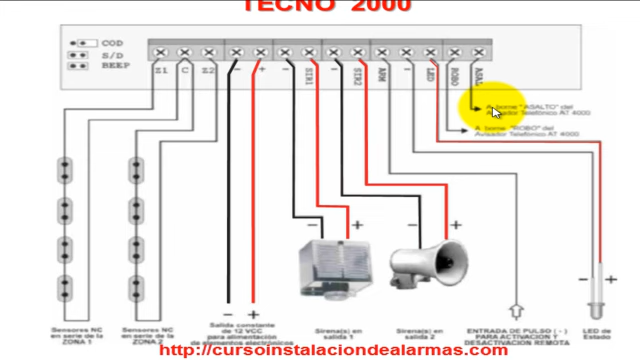 TECNO 2000
COD
S/D
BEEP
Z1 C Z2 - + - SIR1 - SIR2 ARM - LED ROBO ASAL
A borne "ASALTO" del
Avisador Telefónico AT 4000
A borne "ROBO" del
Avisador Telefónico AT 4000
- + - +
- +
- +
Sensores NC
en serie de la
ZONA 1
Sensores NC
en serie de la
ZONA 2
Salida constante
de 12 VCC
para alimentación
de elementos electrónicos
Sirena(s) en
salida 1
Sirena(s) en
salida 2
ENTRADA DE PULSO ( - )
PARA ACTIVACION Y
DESACTIVACION REMOTA
LED de
Estado
http://cursoinstalaciondealarmas.com